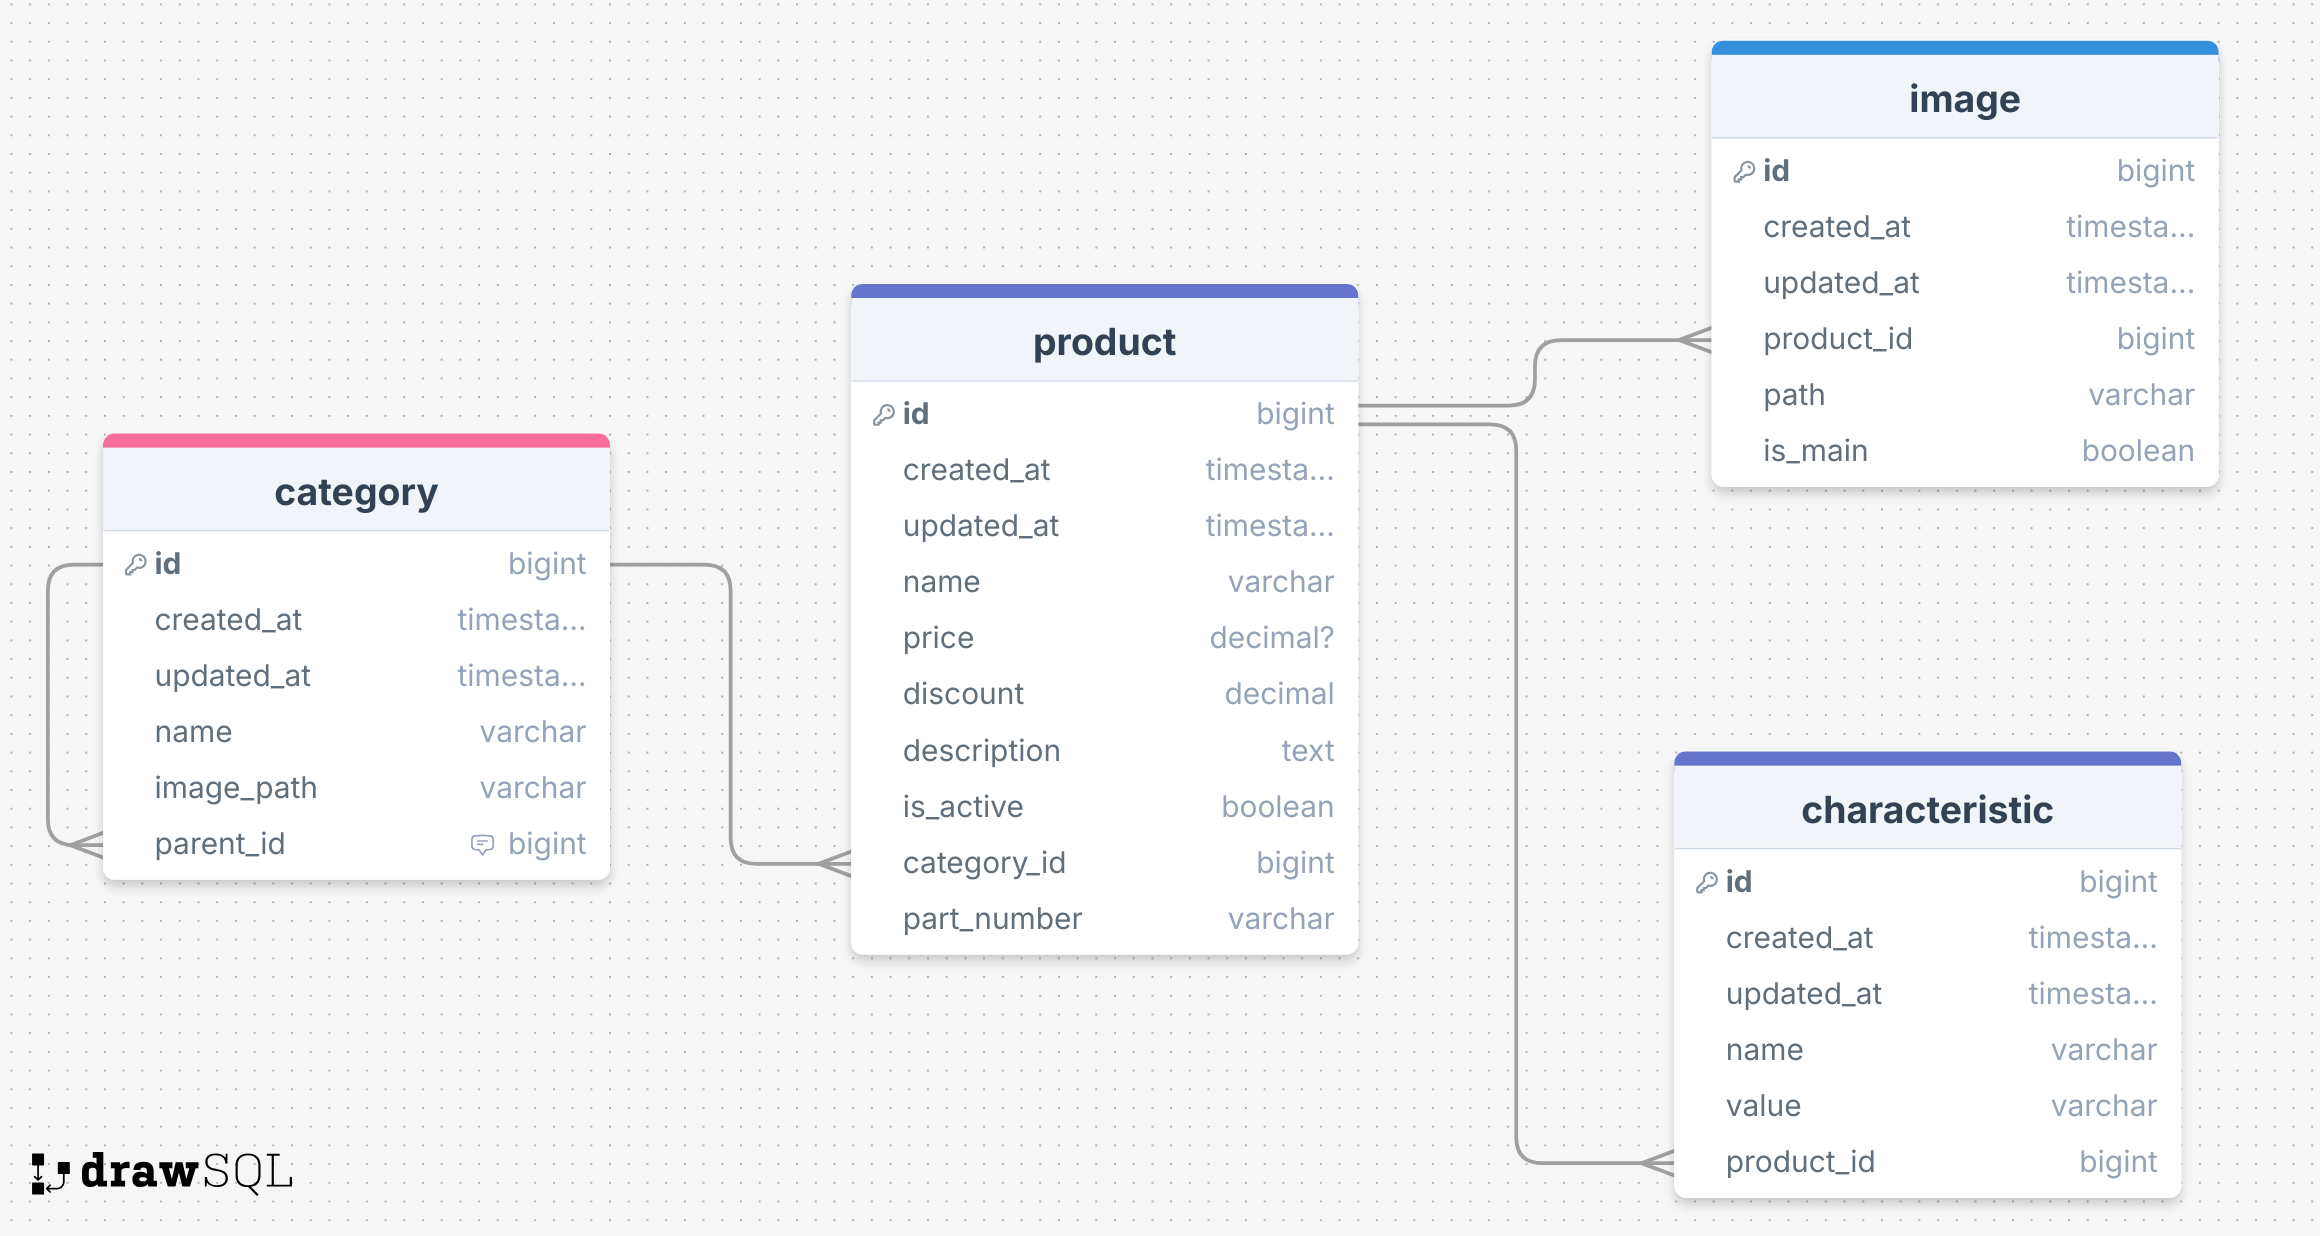 category
id bigint
created_at timesta...
updated_at timesta...
name varchar
image_path varchar
parent_id bigint
product
id bigint
created_at timesta...
updated_at timesta...
name varchar
price decimal?
discount decimal
description text
is_active boolean
category_id bigint
part_number varchar
image
id bigint
created_at timesta...
updated_at timesta...
product_id bigint
path varchar
is_main boolean
characteristic
id bigint
created_at timesta...
updated_at timesta...
name varchar
value varchar
product_id bigint
drawSQL